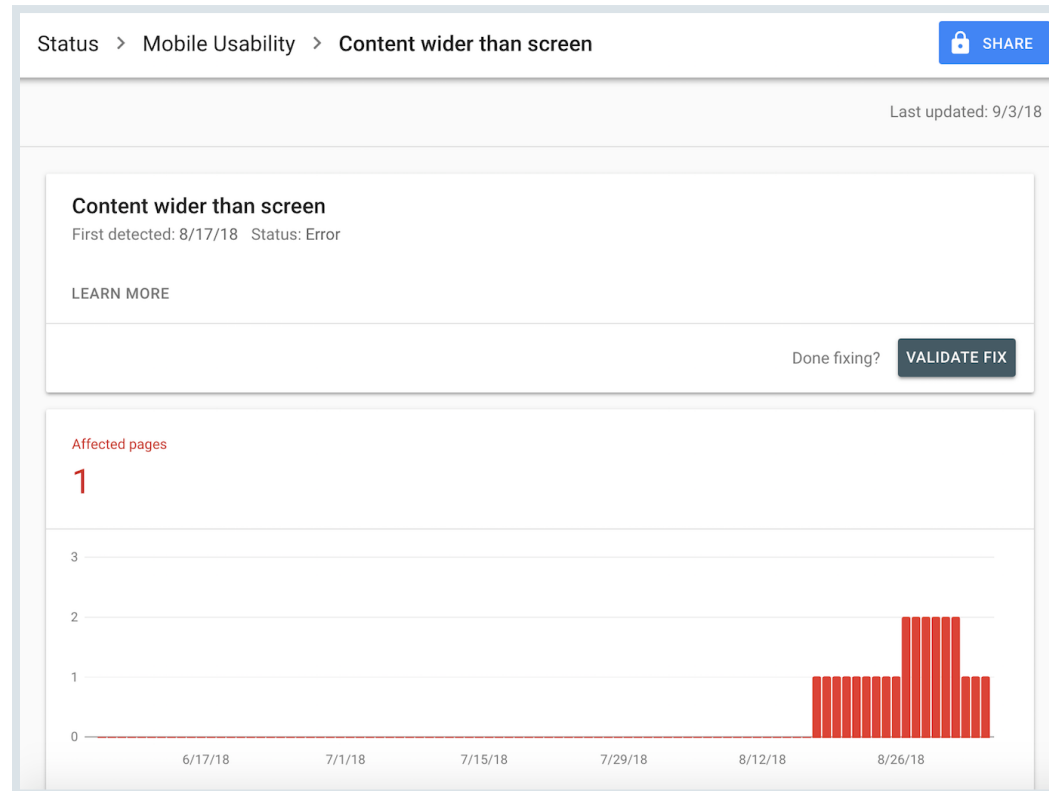 Status > Mobile Usability > Content wider than screen
SHARE
Last updated: 9/3/18
Content wider than screen
First detected: 8/17/18 Status: Error
LEARN MORE
Done fixing? VALIDATE FIX
Affected pages
1
3
2
1
0
6/17/18 7/1/18 7/15/18 7/29/18 8/12/18 8/26/18